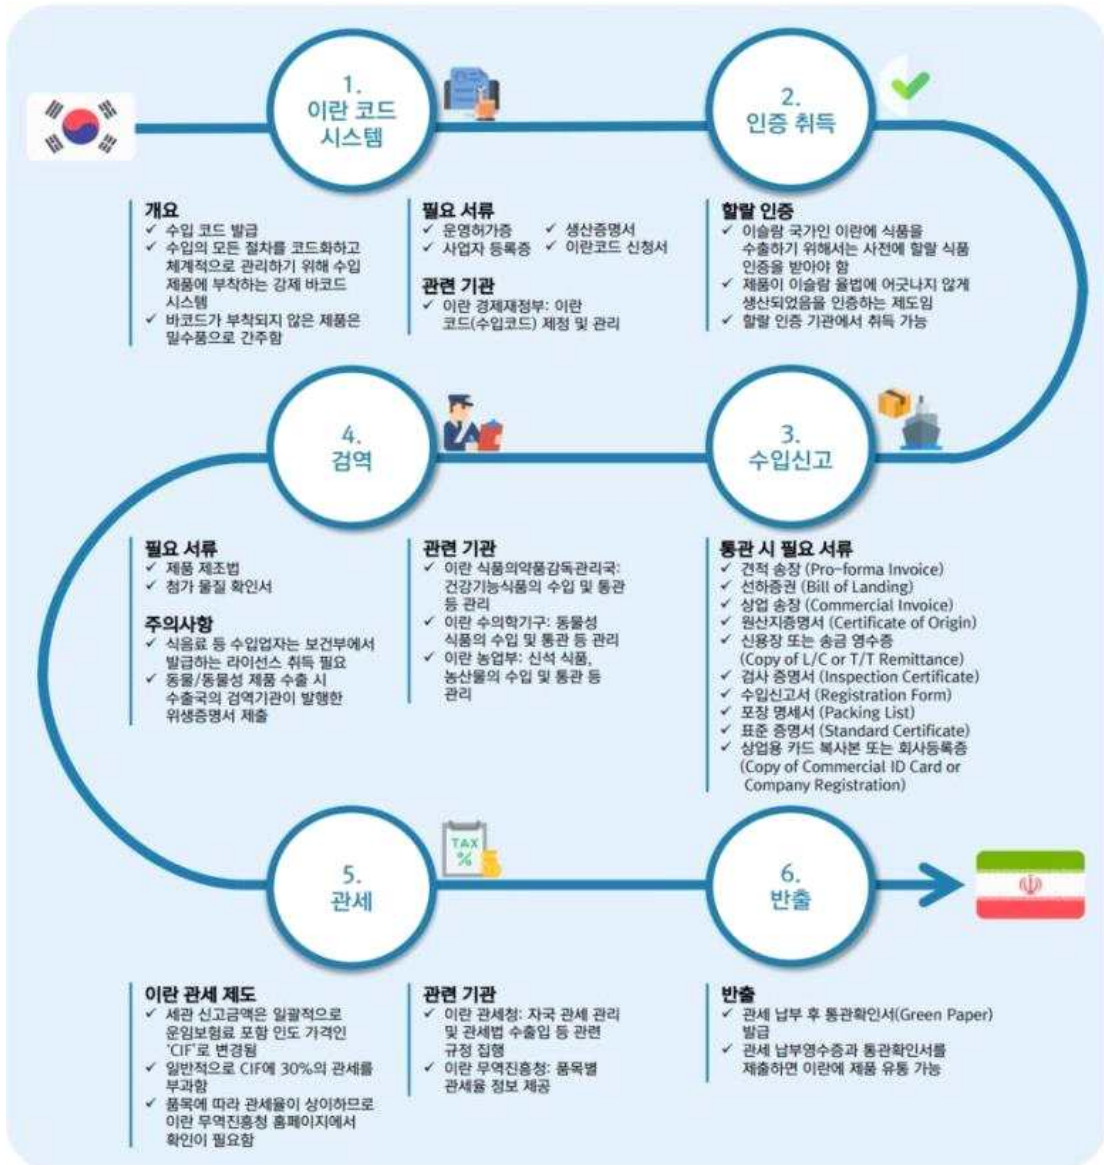 1.
이란 코드
시스템
2.
인증 취득
개요
✓ 수입 코드 발급
✓ 수입의 모든 절차를 코드화하고
체계적으로 관리하기 위해 수입
제품에 부착하는 강제 바코드
시스템
✓ 바코드가 부착되지 않은 제품은
밀수품으로 간주함
필요 서류
✓ 운영허가증 ✓ 생산증명서
✓ 사업자 등록증 ✓ 이란코드 신청서
관련 기관
✓ 이란 경제재정부: 이란
코드(수입코드) 제정 및 관리
할랄 인증
✓ 이슬람 국가인 이란에 식품을
수출하기 위해서는 사전에 할랄 식품
인증을 받아야 함
✓ 제품이 이슬람 율법에 어긋나지 않게
생산되었음을 인증하는 제도임
✓ 할랄 인증 기관에서 취득 가능
3.
수입신고
통관 시 필요 서류
✓ 견적 송장 (Pro-forma Invoice)
✓ 선하증권 (Bill of Landing)
✓ 상업 송장 (Commercial Invoice)
✓ 원산지증명서 (Certificate of Origin)
✓ 신용장 또는 송금 영수증
(Copy of L/C or T/T Remittance)
✓ 검사 증명서 (Inspection Certificate)
✓ 수입신고서 (Registration Form)
✓ 포장 명세서 (Packing List)
✓ 표준 증명서 (Standard Certificate)
✓ 상업용 카드 복사본 또는 회사등록증
(Copy of Commercial ID Card or
Company Registration)
4.
검역
필요 서류
✓ 제품 제조법
✓ 첨가 물질 확인서
주의사항
✓ 식음료 등 수입업자는 보건부에서
발급하는 라이선스 취득 필요
✓ 동물/동물성 제품 수출 시
수출국의 검역기관이 발행한
위생증명서 제출
관련 기관
✓ 이란 식품의약품감독관리국:
건강기능식품의 수입 및 통관
등 관리
✓ 이란 수의학기구: 동물성
식품의 수입 및 통관 등 관리
✓ 이란 농업부: 신석 식품,
농산물의 수입 및 통관 등
관리
5.
관세
TAX
%
6.
반출
이란 관세 제도
✓ 세관 신고금액은 일괄적으로
운임보험료 포함 인도 가격인
'CIF'로 변경됨
✓ 일반적으로 CIF에 30%의 관세를
부과함
✓ 품목에 따라 관세율이 상이하므로
이란 무역진흥청 홈페이지에서
확인이 필요함
관련 기관
✓ 이란 관세청: 자국 관세 관리
및 관세법 수출입 등 관련
규정 집행
✓ 이란 무역진흥청: 품목별
관세율 정보 제공
반출
✓ 관세 납부 후 통관확인서(Green Paper)
발급
✓ 관세 납부영수증과 통관확인서를
제출하면 이란에 제품 유통 가능